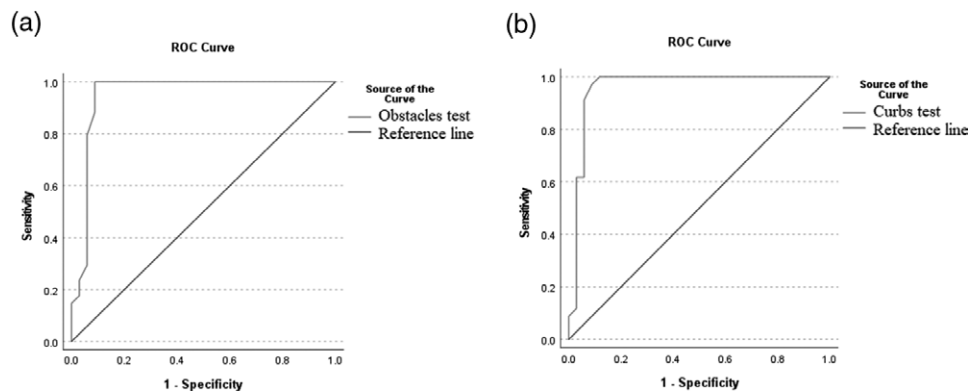 (a)
ROC Curve
1.0
0.8
0.6
0.4
0.2
0.0
Sensitivity
0.0 0.2 0.4 0.6 0.8 1.0
1 - Specificity
Source of the
Curve
Obstacles test
Reference line
(b)
ROC Curve
1.0
0.8
0.6
0.4
0.2
0.0
Sensitivity
0.0 0.2 0.4 0.6 0.8 1.0
1 - Specificity
Source of the
Curve
Curbs test
Reference line